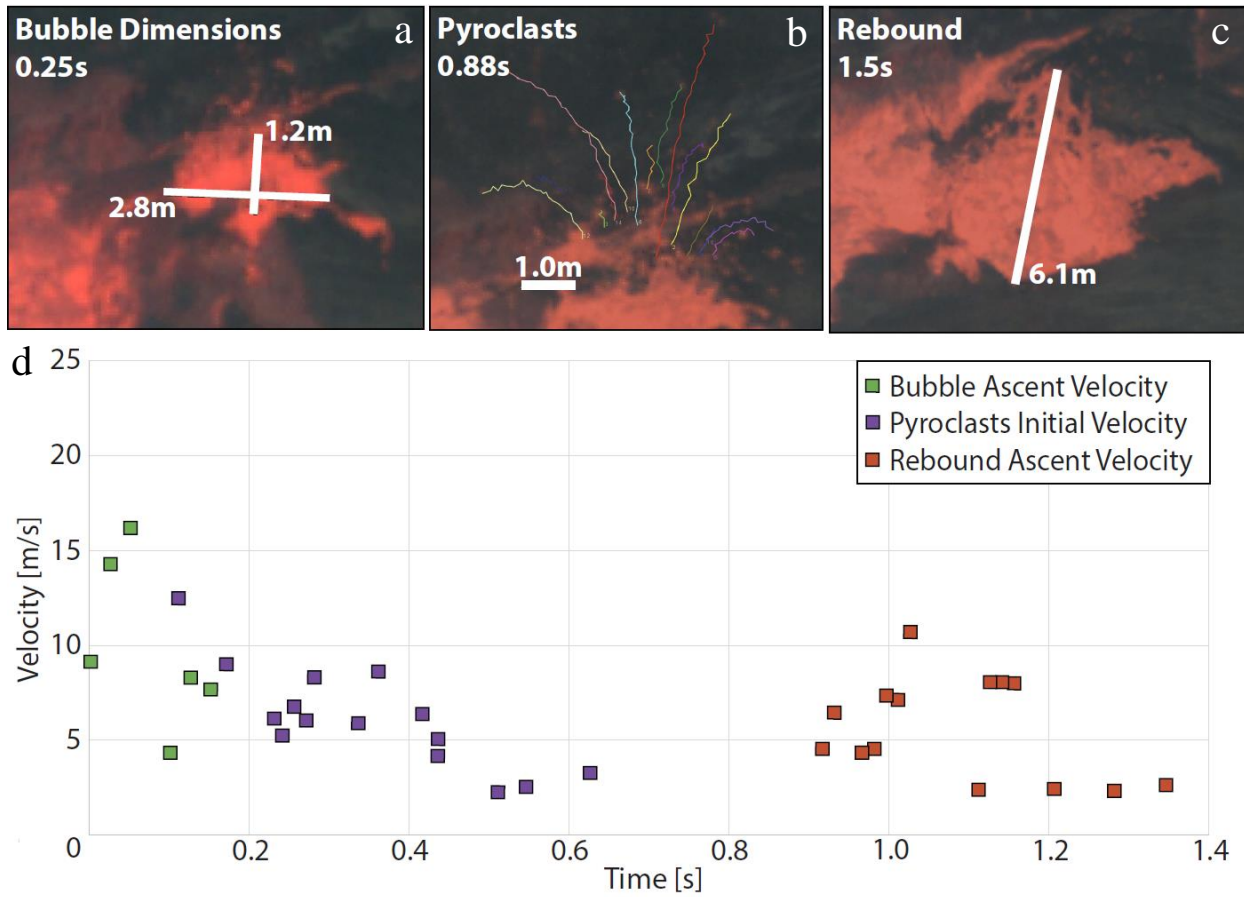 Bubble Dimensions
0.25s
a
1.2m
2.8m
Pyroclasts
0.88s
b
1.0m
Rebound
1.5s
c
6.1m
d
25
20
15
10
5
0
Velocity [m/s]
Bubble Ascent Velocity
Pyroclasts Initial Velocity
Rebound Ascent Velocity
0.2
0.4
0.6
0.8
1.0
1.2
1.4
Time [s]